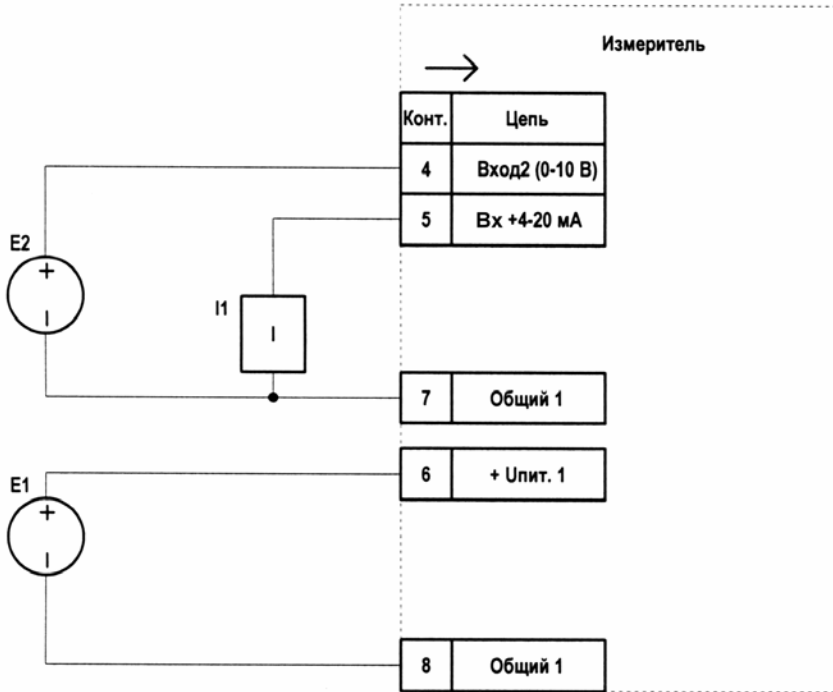 Измеритель
Конт. Цепь
4 Вход2 (0-10 В)
5 Вх +4-20 мА
E2
+
I1
I
7 Общий 1
6 + Uпит. 1
E1
+
8 Общий 1